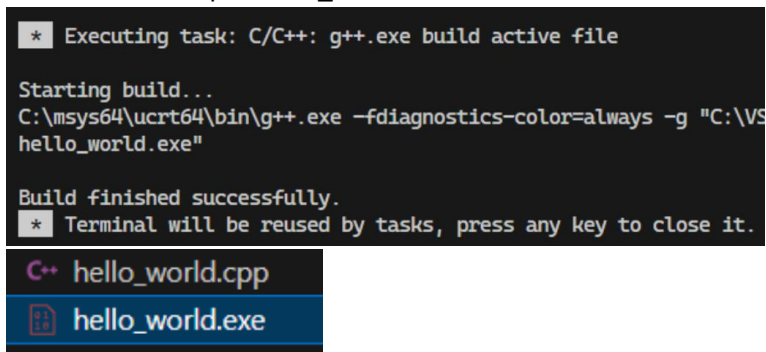 * Executing task: C/C++: g++.exe build active file
Starting build...
C:\msys64\ucrt64\bin\g++.exe -fdiagnostics-color=always -g "C:\VS
hello_world.exe"
Build finished successfully.
* Terminal will be reused by tasks, press any key to close it.
C++ hello_world.cpp
hello_world.exe